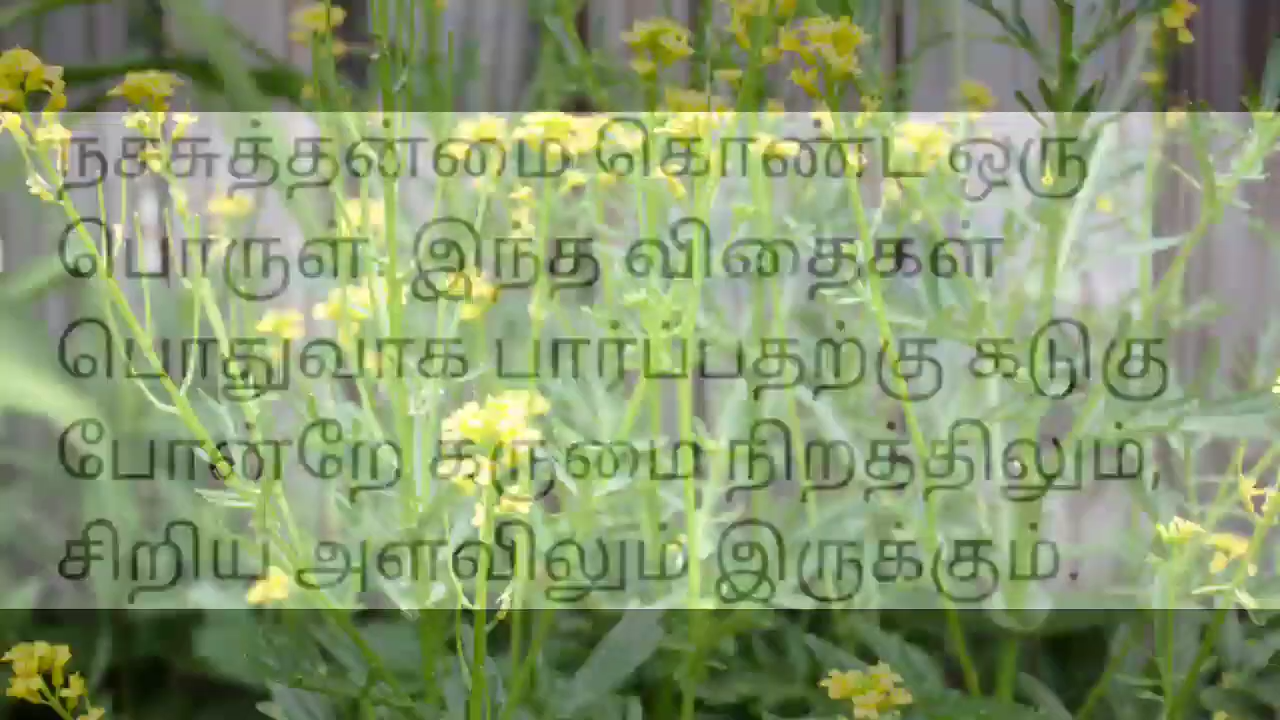 நச்சுத்தன்மை கொண்ட ஒரு
பொருள். இந்த விதைகள்
பொதுவாக பார்ப்பதற்கு கடுகு
போன்றே கருமைநிறத்திலும்,
சிறிய அளவிலும் இருக்கும்.